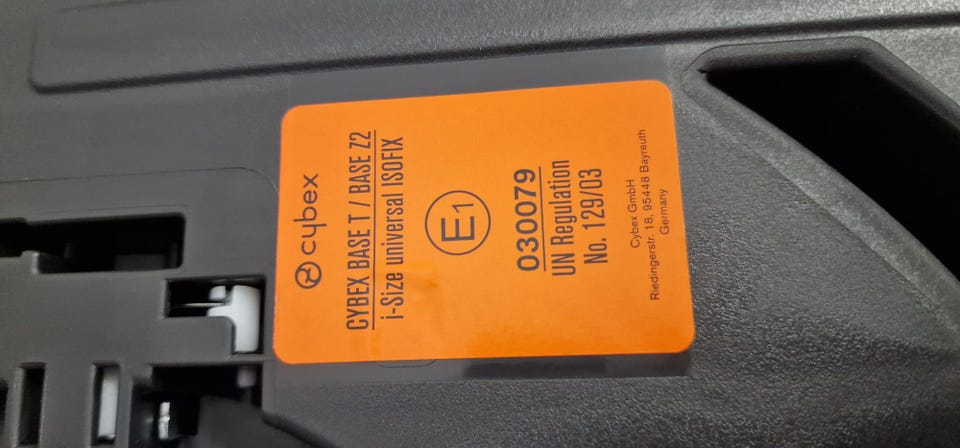 cybex
CYBEX BASE T / BASE Z2
i-Size universal ISOFIX
E1
030079
UN Regulation
No. 129/03
Cybex GmbH
Riedingerstr. 18, 95448 Bayreuth
Germany